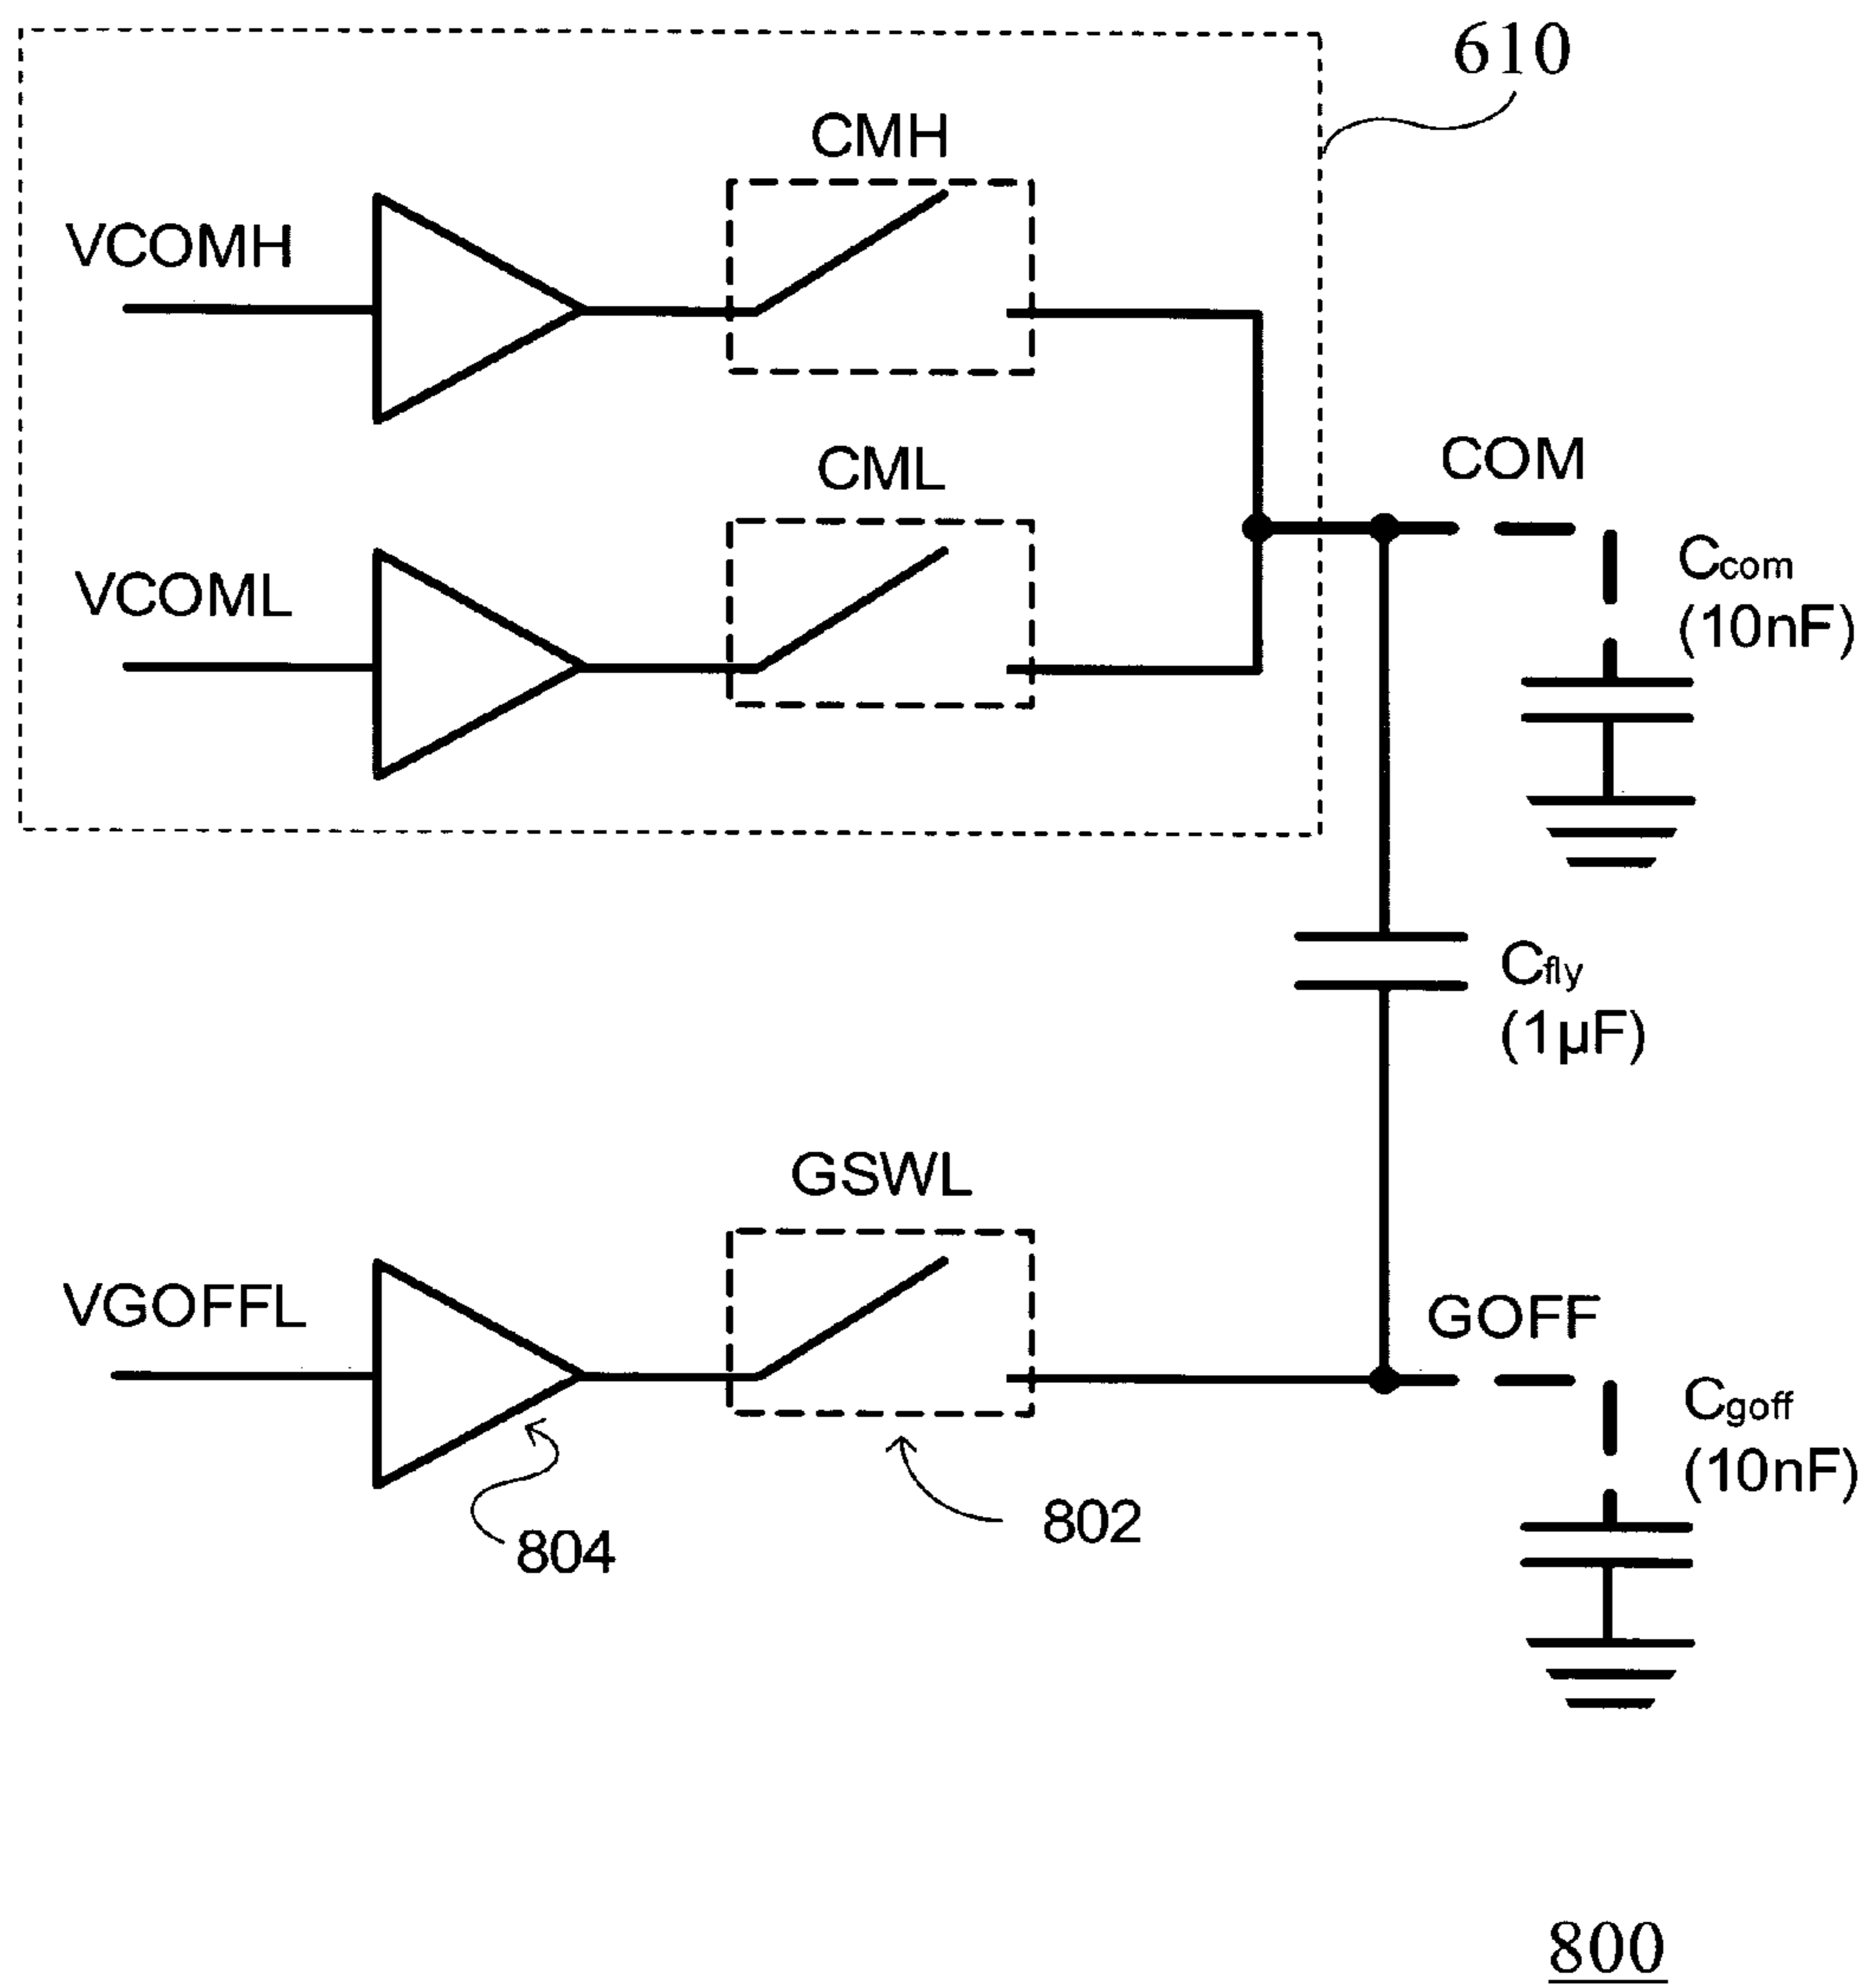 610
CMH
VCOMH
CML
COM
VCOML
Ccom
(10nF)
Cfly
(1µF)
GSWL
VGOFFL
GOFF
Cgoff
(10nF)
804
802
800